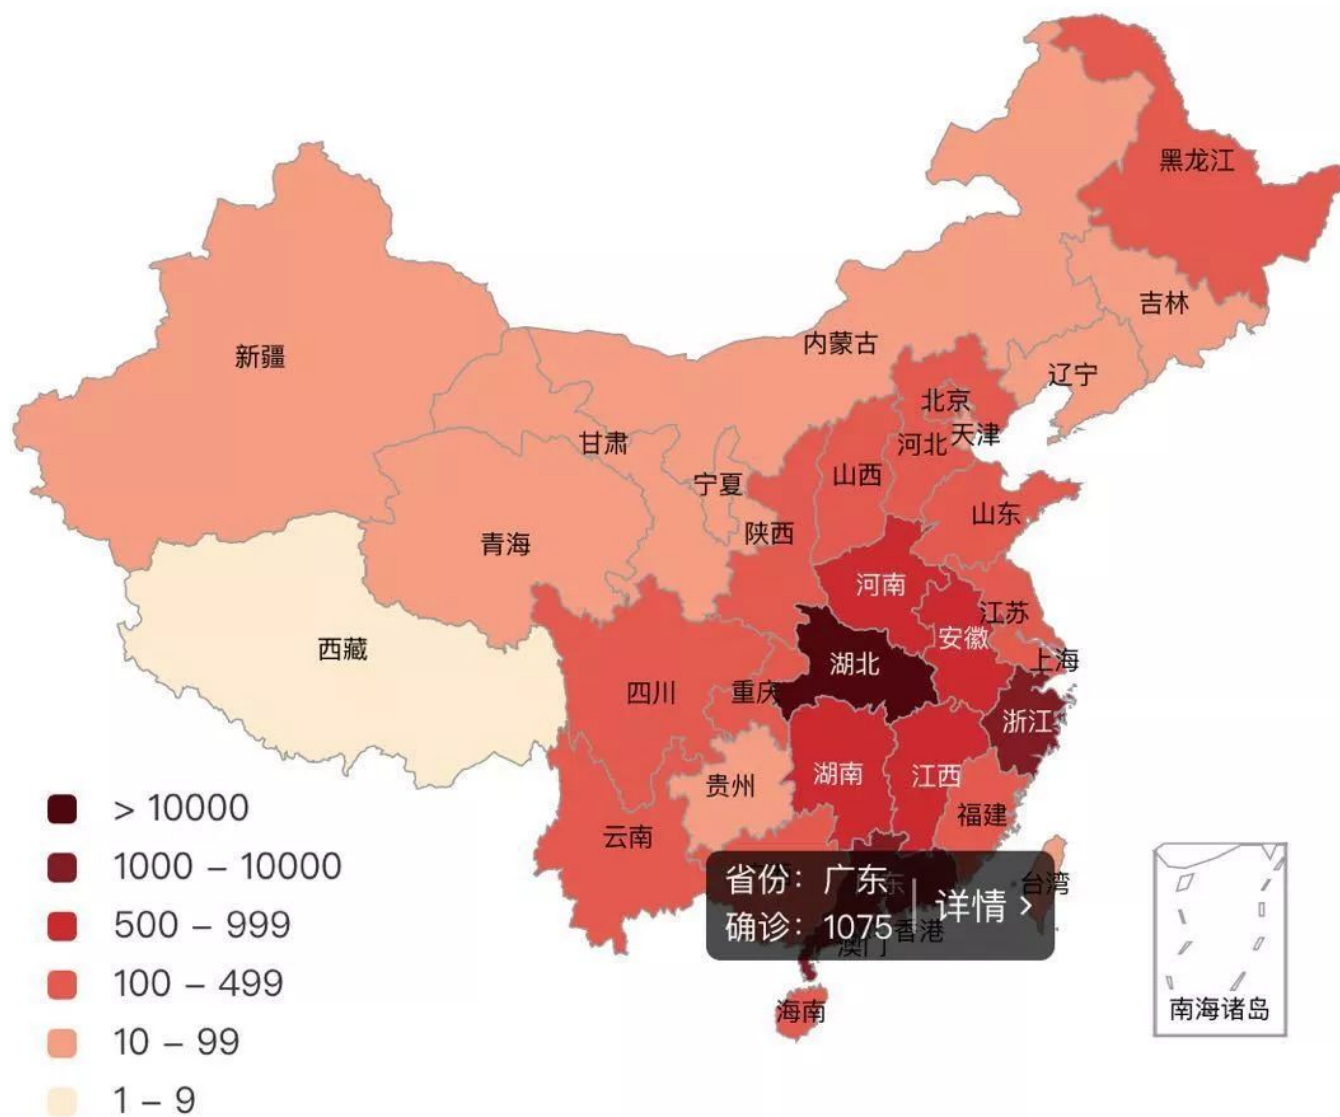 黑龙江
吉林
内蒙古
新疆
辽宁
北京
天津
甘肃
河北
山西
宁夏
山东
陕西
青海
河南
江苏
安徽
西藏
湖北
上海
四川
重庆
浙江
湖南
江西
贵州
福建
云南
省份：广东
确诊：1075
详情 ›
台湾
香港
澳门
海南
南海诸岛
> 10000
1000 – 10000
500 – 999
100 – 499
10 – 99
1 – 9